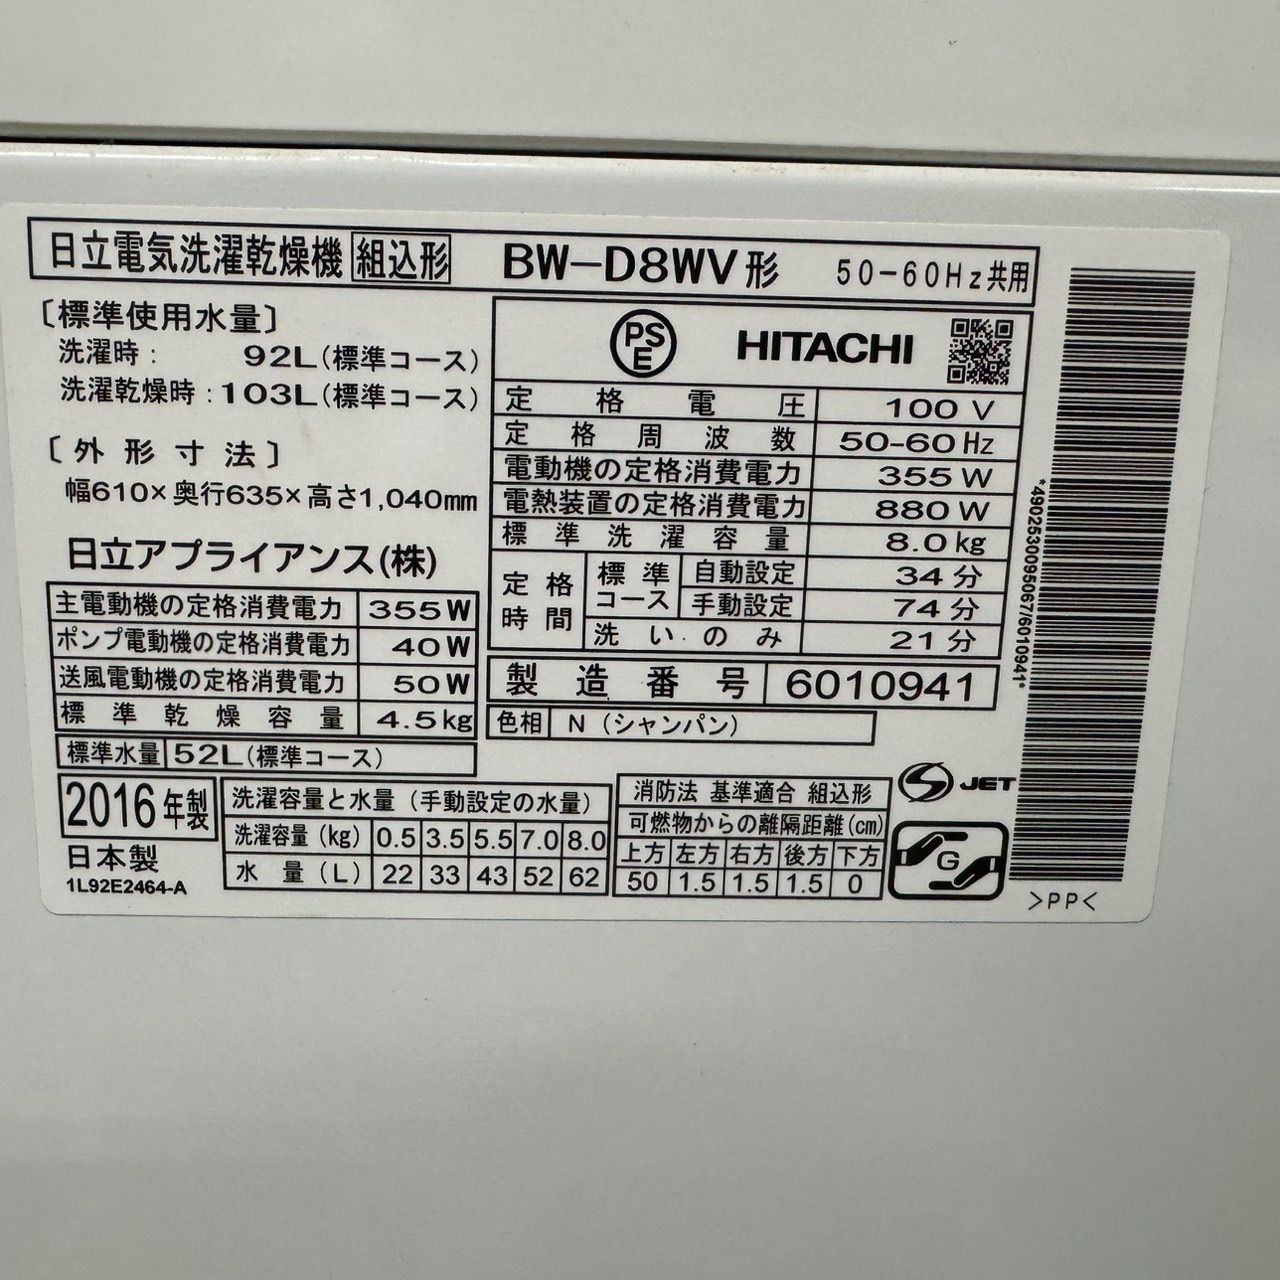 日立電気洗濯乾燥機 組込形 BW-D8WV形 50-60Hz共用
〔標準使用水量〕
洗濯時: 92L(標準コース)
洗濯乾燥時:103L(標準コース)
〔外形寸法〕
幅610×奥行635×高さ1,040mm
日立アプライアンス(株)
主電動機の定格消費電力 355W
ポンプ電動機の定格消費電力 40W
送風電動機の定格消費電力 50W
標準乾燥容量 4.5kg
標準水量 52L(標準コース)
PSE HITACHI
定格電圧 100V
定格周波数 50-60Hz
電動機の定格消費電力 355W
電熱装置の定格消費電力 880W
標準洗濯容量 8.0kg
定格時間 標準コース 自動設定 34分
手動設定 74分
洗いのみ 21分
製造番号 6010941
色相 N(シャンパン)
2016年製
日本製
1L92E2464-A
洗濯容量と水量(手動設定の水量)
洗濯容量(kg) 0.5 3.5 5.5 7.0 8.0
水量(L) 22 33 43 52 62
消防法 基準適合 組込形
可燃物からの離隔距離(cm)
上方 左方 右方 後方 下方
50 1.5 1.5 1.5 0
S JET
G
*4902530095067/6010941*
>PP<